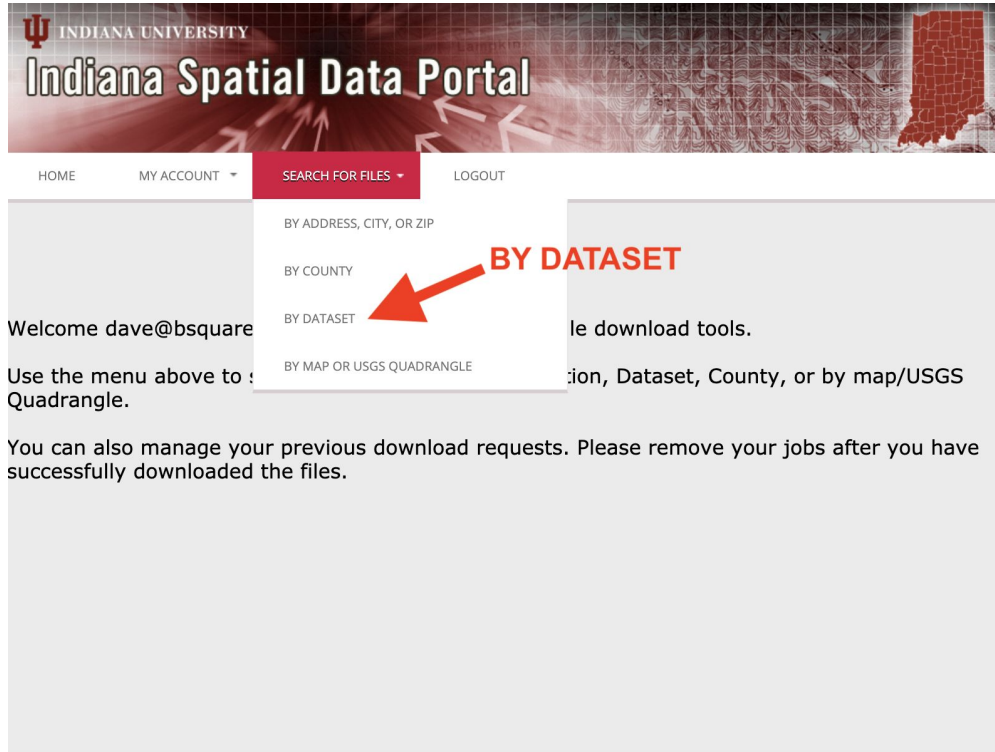 INDIANA UNIVERSITY
Indiana Spatial Data Portal
HOME MY ACCOUNT SEARCH FOR FILES LOGOUT
BY ADDRESS, CITY, OR ZIP
BY DATASET
BY COUNTY
BY DATASET
BY MAP OR USGS QUADRANGLE
Welcome dave@bsquare le download tools.
Use the menu above to tion, Dataset, County, or by map/USGS
Quadrangle.
You can also manage your previous download requests. Please remove your jobs after you have
successfully downloaded the files.